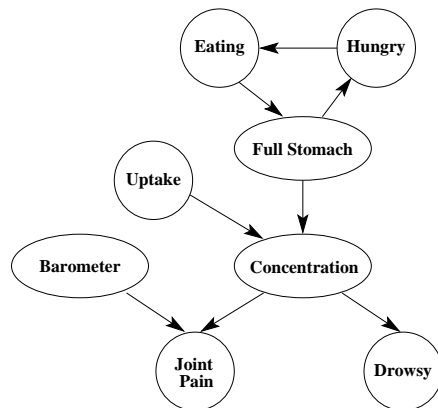 Eating
Hungry
Full Stomach
Uptake
Barometer
Concentration
Joint
Pain
Drowsy